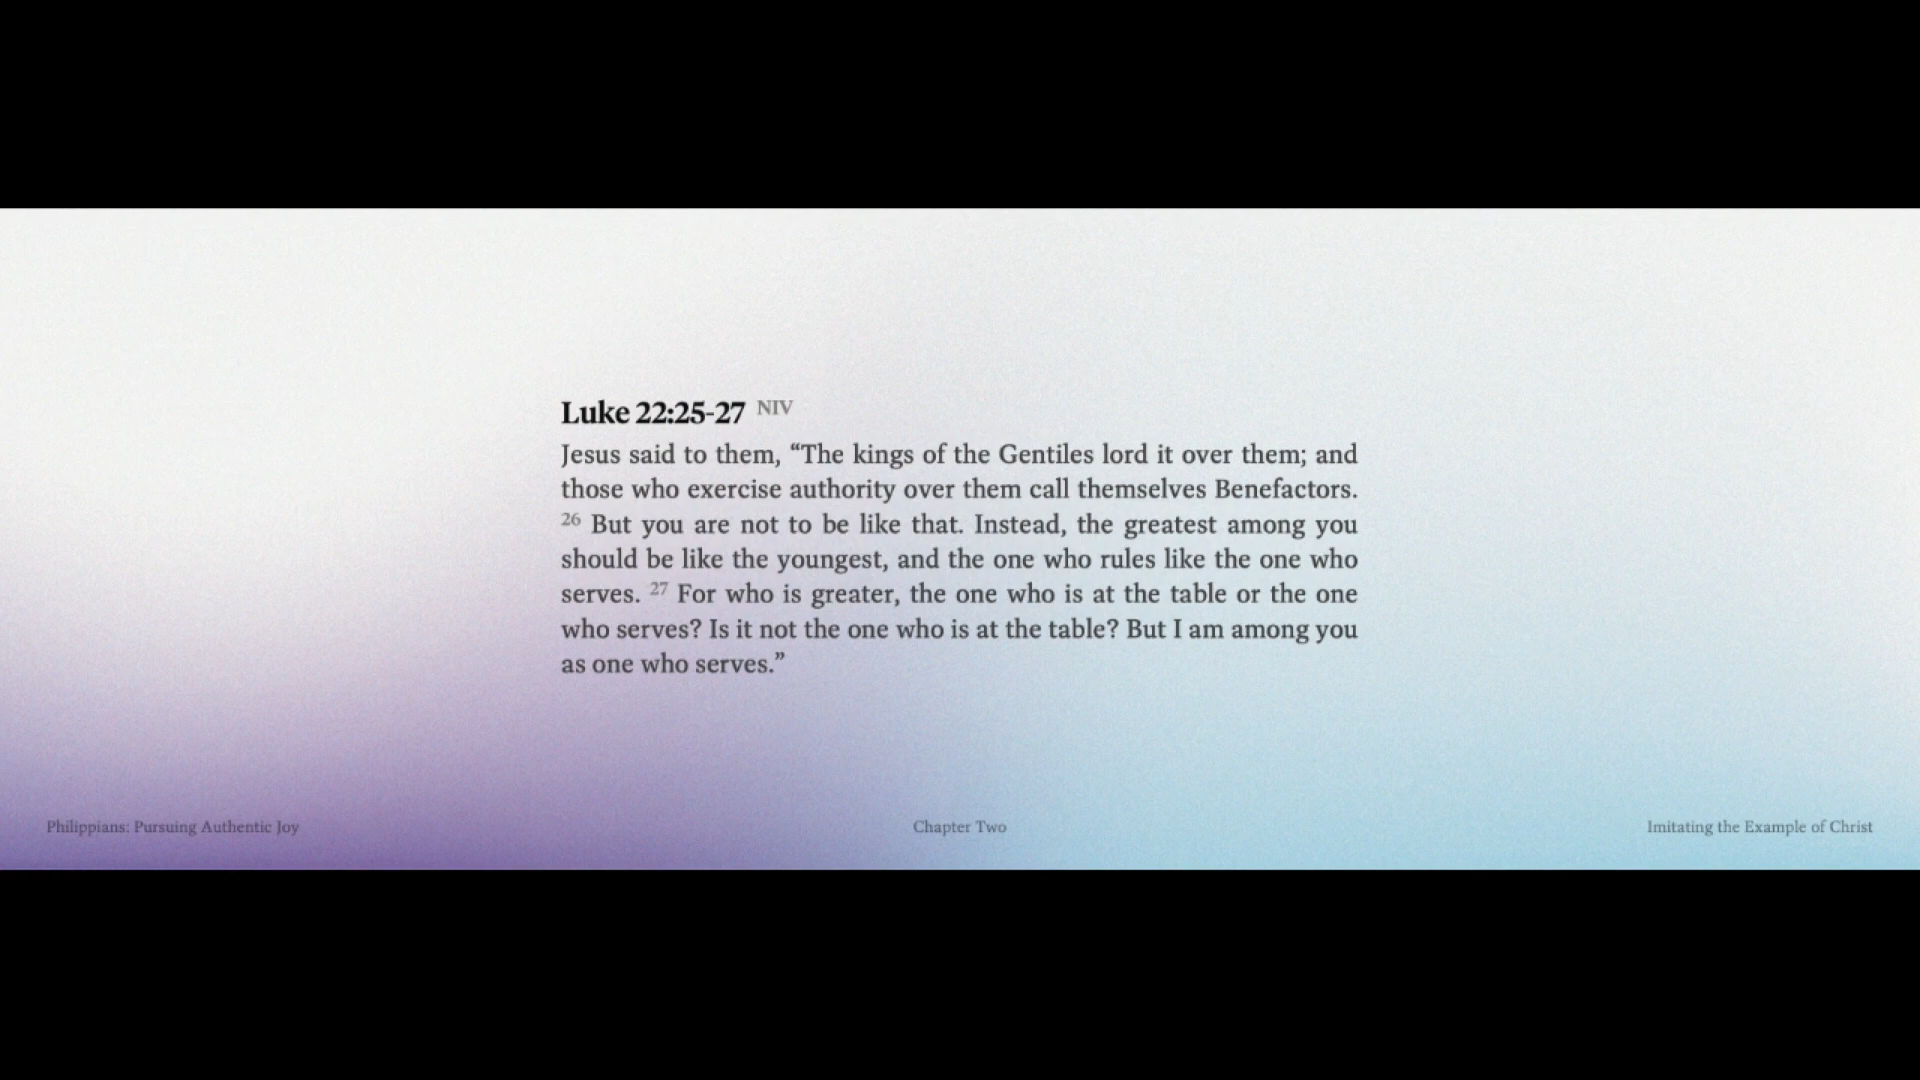 Luke 22:25-27 NIV
Jesus said to them, “The kings of the Gentiles lord it over them; and
those who exercise authority over them call themselves Benefactors.
26 But you are not to be like that. Instead, the greatest among you
should be like the youngest, and the one who rules like the one who
serves. 27 For who is greater, the one who is at the table or the one
who serves? Is it not the one who is at the table? But I am among you
as one who serves.”
Philippians: Pursuing Authentic Joy
Chapter Two
Imitating the Example of Christ